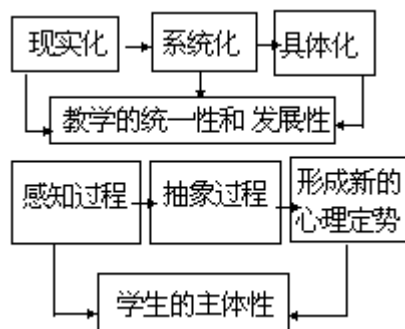 现实化 系统化 具体化
教学的统一性和 发展性
感知过程 抽象过程 形成新的
心理定势
学生的主体性